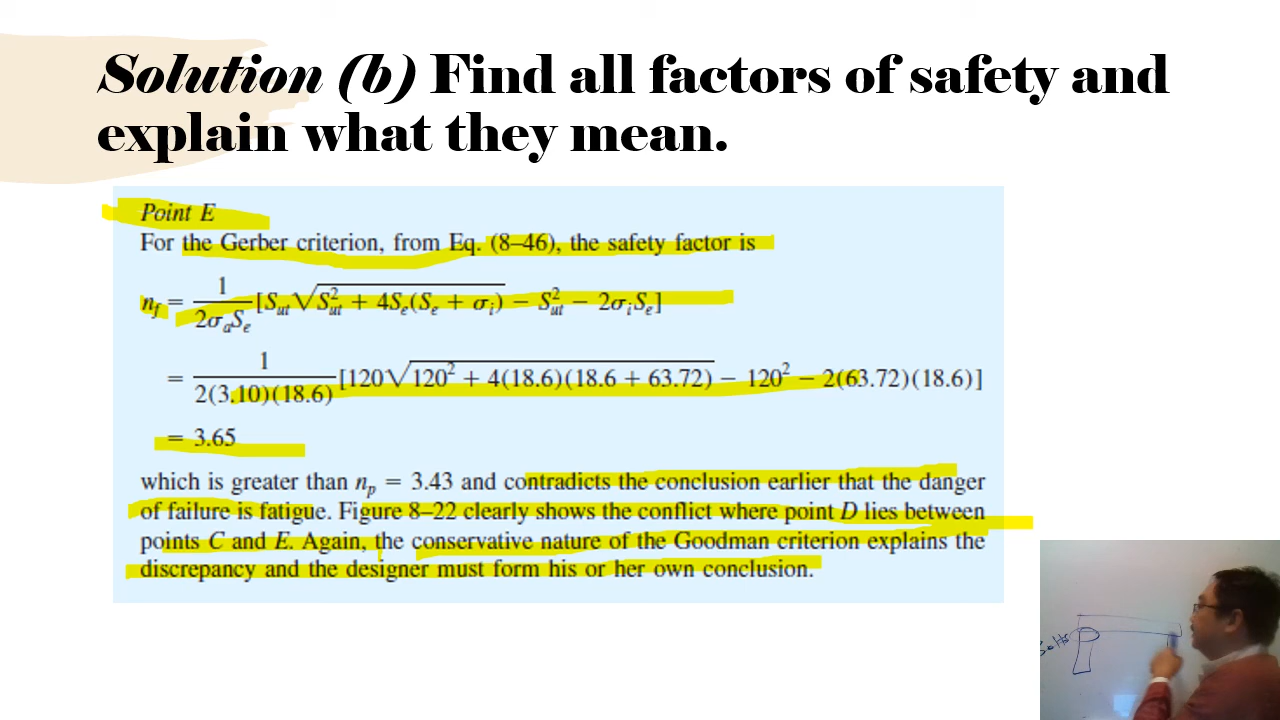 Solution (b) Find all factors of safety and
explain what they mean.
Point E
For the Gerber criterion, from Eq. (8–46), the safety factor is
n_f = 1/(2σ_aS_e) [S_ut √(S_ut² + 4S_e(S_e + σ_i)) − S_ut² − 2σ_iS_e]
= 1/(2(3.10)(18.6)) [120√(120² + 4(18.6)(18.6 + 63.72)) − 120² − 2(63.72)(18.6)]
= 3.65
which is greater than n_p = 3.43 and contradicts the conclusion earlier that the danger
of failure is fatigue. Figure 8–22 clearly shows the conflict where point D lies between
points C and E. Again, the conservative nature of the Goodman criterion explains the
discrepancy and the designer must form his or her own conclusion.